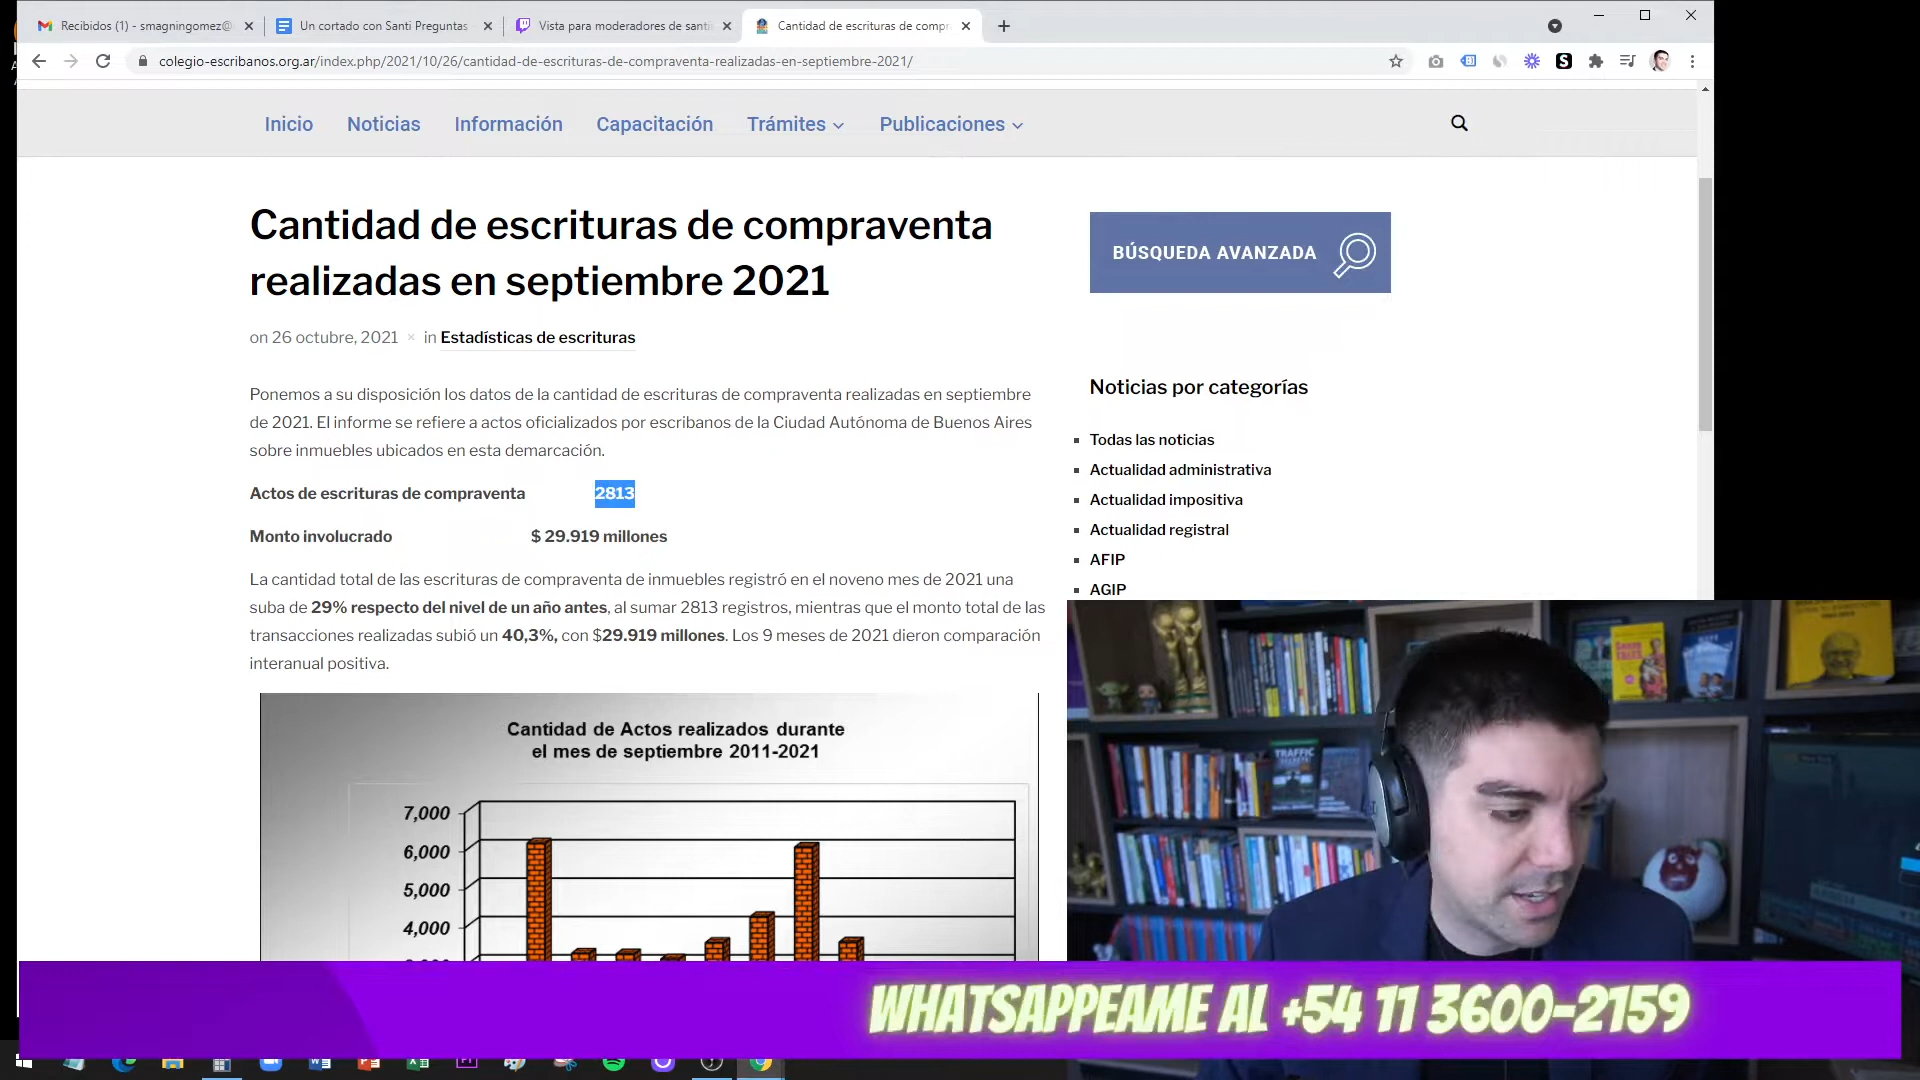 Recibidos (1) - smagningomez@
Un cortado con Santi Preguntas
Vista para moderadores de santi
Cantidad de escrituras de compr
colegio-escribanos.org.ar/index.php/2021/10/26/cantidad-de-escrituras-de-compraventa-realizadas-en-septiembre-2021/
Inicio
Noticias
Información
Capacitación
Trámites
Publicaciones
Cantidad de escrituras de compraventa
realizadas en septiembre 2021
on 26 octubre, 2021 × in Estadísticas de escrituras
Ponemos a su disposición los datos de la cantidad de escrituras de compraventa realizadas en septiembre
de 2021. El informe se refiere a actos oficializados por escribanos de la Ciudad Autónoma de Buenos Aires
sobre inmuebles ubicados en esta demarcación.
Actos de escrituras de compraventa 2813
Monto involucrado $ 29.919 millones
La cantidad total de las escrituras de compraventa de inmuebles registró en el noveno mes de 2021 una
suba de 29% respecto del nivel de un año antes, al sumar 2813 registros, mientras que el monto total de las
transacciones realizadas subió un 40,3%, con $29.919 millones. Los 9 meses de 2021 dieron comparación
interanual positiva.
Cantidad de Actos realizados durante
el mes de septiembre 2011-2021
7,000
6,000
5,000
4,000
BÚSQUEDA AVANZADA
Noticias por categorías
Todas las noticias
Actualidad administrativa
Actualidad impositiva
Actualidad registral
AFIP
AGIP
TRAFFIC
WHATSAPPEAME AL +54 11 3600-2159